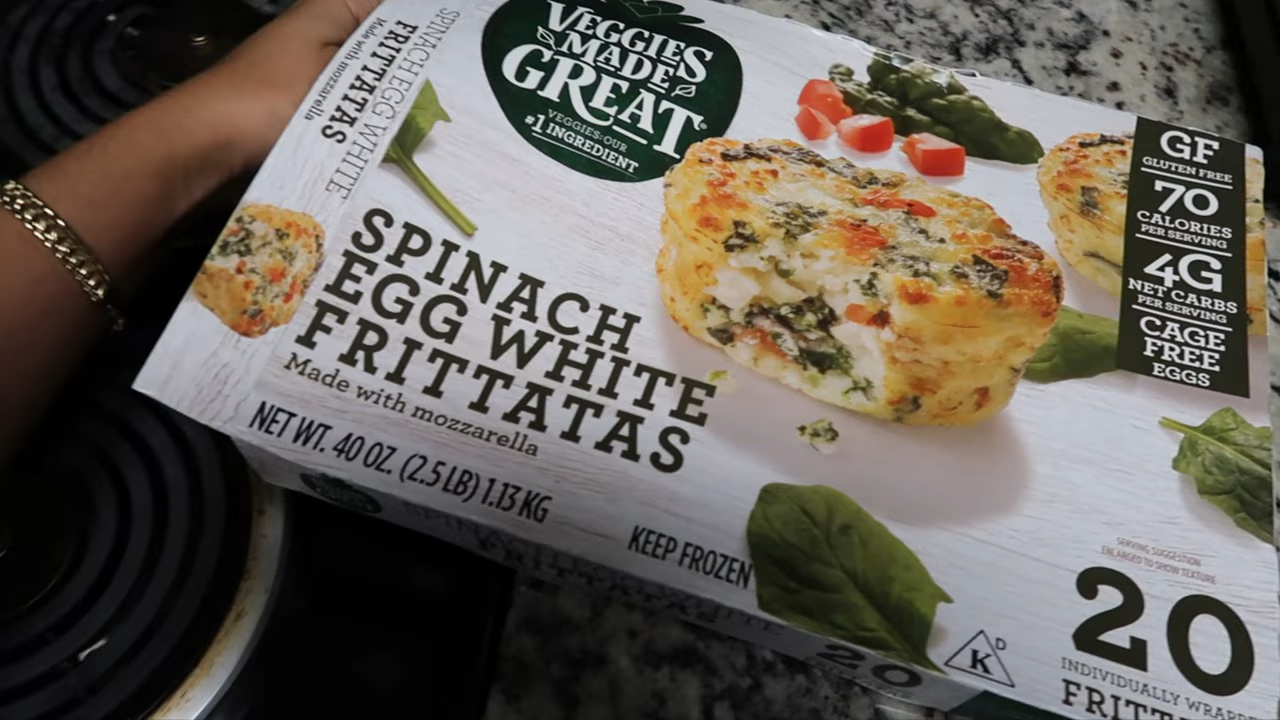 VEGGIES
MADE
GREAT
VEGGIES: OUR
#1 INGREDIENT
SPINACH EGG WHITE
FRITTATAS
Made with mozzarella
GF
GLUTEN FREE
70
CALORIES
PER SERVING
4G
NET CARBS
PER SERVING
CAGE
FREE
EGGS
SPINACH
EGG WHITE
FRITTATAS
Made with mozzarella
NET WT. 40 OZ. (2.5 LB) 1.13 KG
KEEP FROZEN
SERVING SUGGESTION
ENLARGED TO SHOW TEXTURE
20
INDIVIDUALLY
K D
20